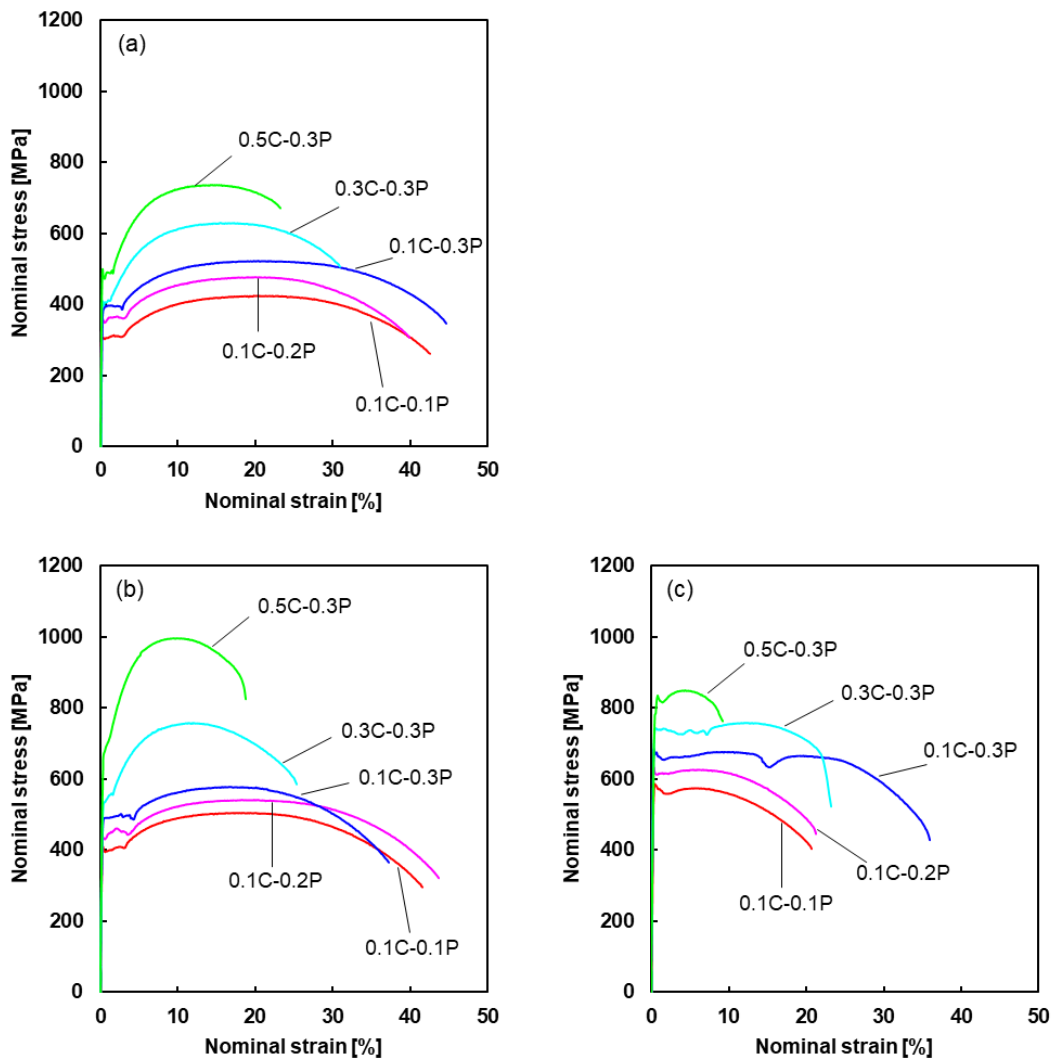 (a)
Nominal stress [MPa]
1200
1000
800
600
400
200
0
0.5C-0.3P
0.3C-0.3P
0.1C-0.3P
0.1C-0.2P
0.1C-0.1P
0 10 20 30 40 50
Nominal strain [%]
(b)
Nominal stress [MPa]
1200
1000
800
600
400
200
0
0.5C-0.3P
0.3C-0.3P
0.1C-0.3P
0.1C-0.2P
0.1C-0.1P
0 10 20 30 40 50
Nominal strain [%]
(c)
Nominal stress [MPa]
1200
1000
800
600
400
200
0
0.5C-0.3P
0.3C-0.3P
0.1C-0.3P
0.1C-0.2P
0.1C-0.1P
0 10 20 30 40 50
Nominal strain [%]